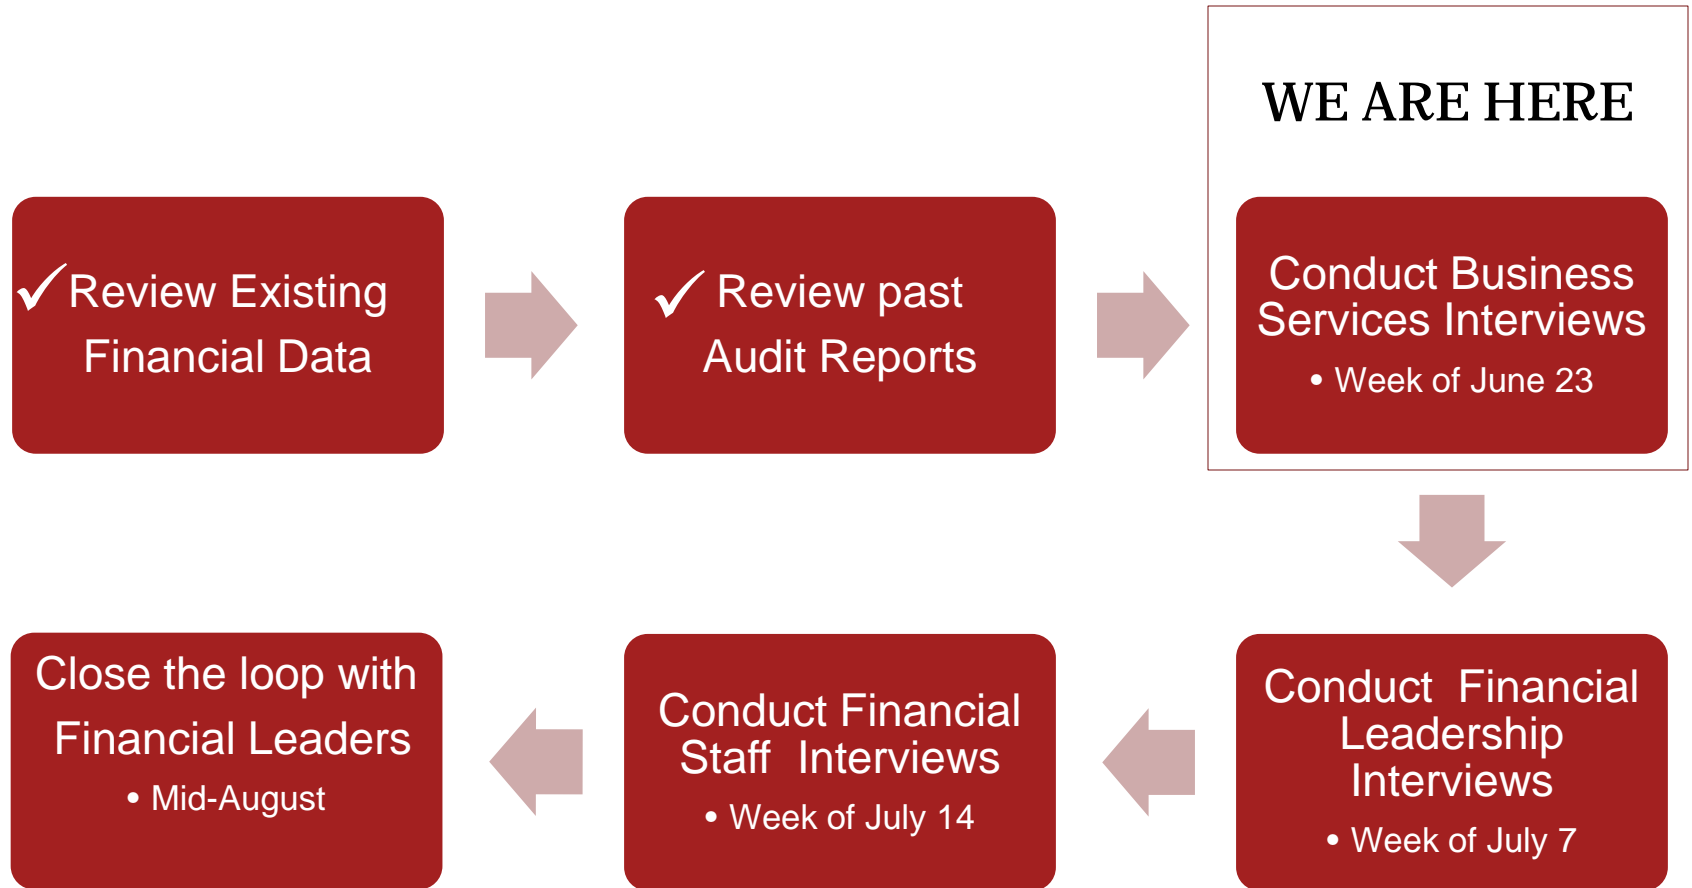 WE ARE HERE
✓Review Existing
Financial Data
✓ Review past
Audit Reports
Conduct Business
Services Interviews
• Week of June 23
Conduct Financial
Leadership
Interviews
• Week of July 7
Conduct Financial
Staff Interviews
• Week of July 14
Close the loop with
Financial Leaders
• Mid-August